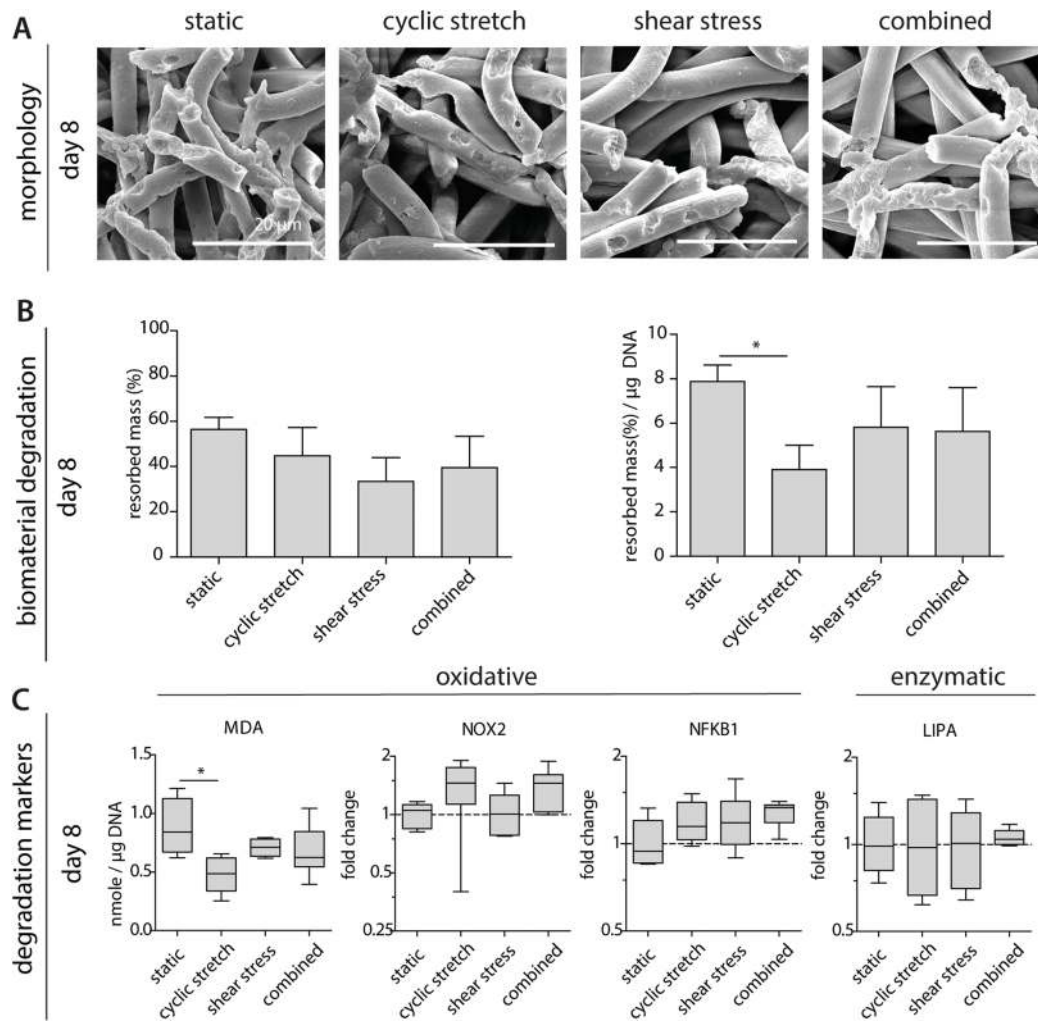 A
static
cyclic stretch
shear stress
combined
morphology
day 8
20 µm
B
biomaterial degradation
day 8
resorbed mass (%)
100
80
60
40
20
0
static
cyclic stretch
shear stress
combined
resorbed mass(%) / µg DNA
10
8
6
4
2
0
static
cyclic stretch
shear stress
combined
C
degradation markers
day 8
oxidative
enzymatic
MDA
nmole / µg DNA
1.5
1.0
0.5
0.0
*
static
cyclic stretch
shear stress
combined
NOX2
fold change
2
1
0.5
0.25
static
cyclic stretch
shear stress
combined
NFKB1
fold change
2
1
0.5
static
cyclic stretch
shear stress
combined
LIPA
fold change
2
1
0.5
static
cyclic stretch
shear stress
combined